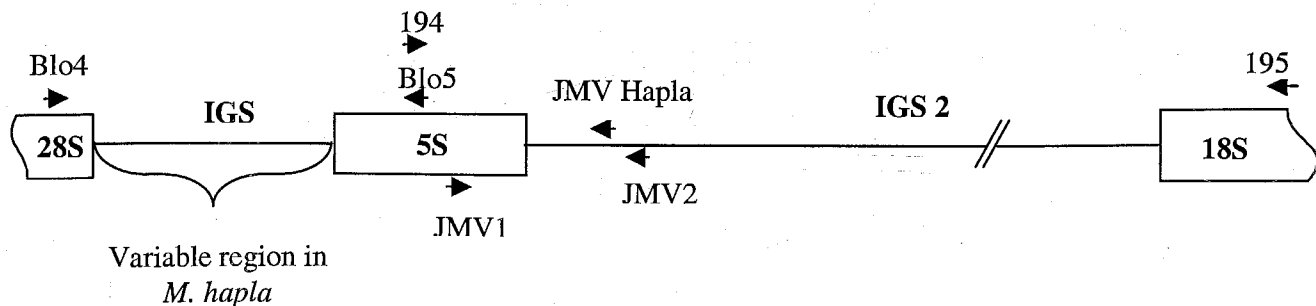 194
Blo4
Blo5
195
IGS
JMV Hapla
IGS 2
28S
5S
18S
JMV1
JMV2
Variable region in
M. hapla